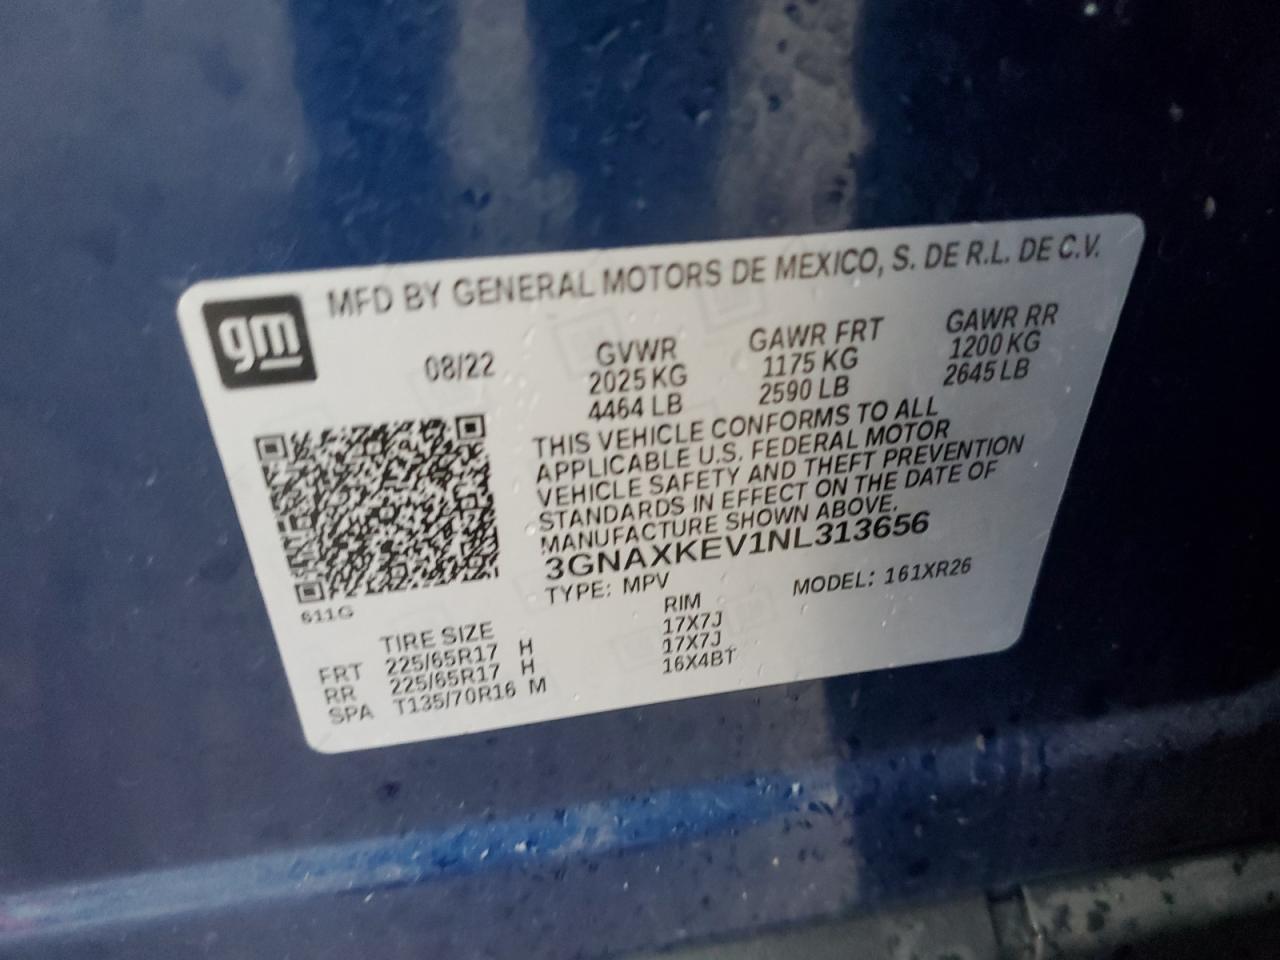 gm
MFD BY GENERAL MOTORS DE MEXICO, S. DE R.L. DE C.V.
08/22 GVWR GAWR FRT GAWR RR
2025 KG 1175 KG 1200 KG
4464 LB 2590 LB 2645 LB
THIS VEHICLE CONFORMS TO ALL
APPLICABLE U.S. FEDERAL MOTOR
VEHICLE SAFETY AND THEFT PREVENTION
STANDARDS IN EFFECT ON THE DATE OF
MANUFACTURE SHOWN ABOVE.
3GNAXKEV1NL313656
TYPE: MPV MODEL: 161XR26
611G
TIRE SIZE RIM
FRT 225/65R17 H 17X7J
RR 225/65R17 H 17X7J
SPA T135/70R16 M 16X4BT